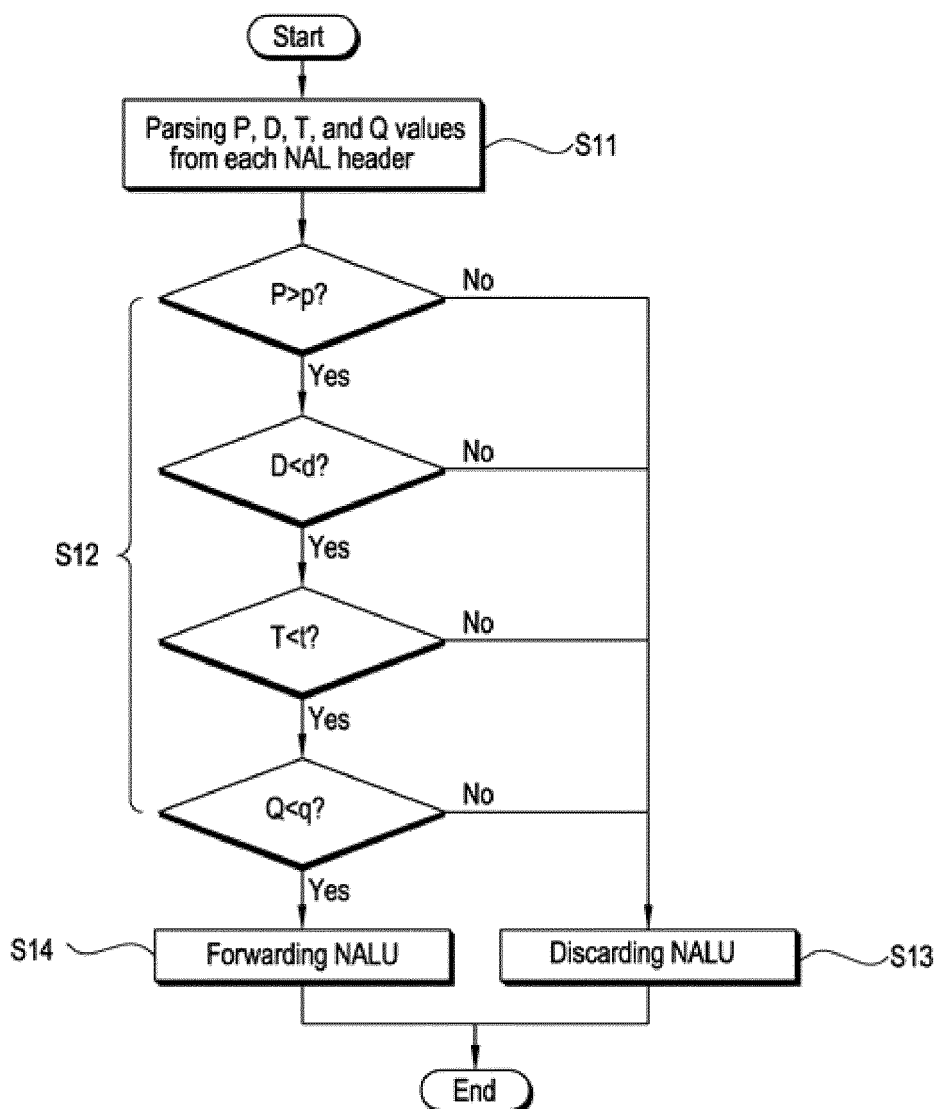 Start
Parsing P, D, T, and Q values
from each NAL header
S11
P>p?
No
Yes
D<d?
No
Yes
S12
T<t?
No
Yes
Q<q?
No
Yes
S14
Forwarding NALU
Discarding NALU
S13
End